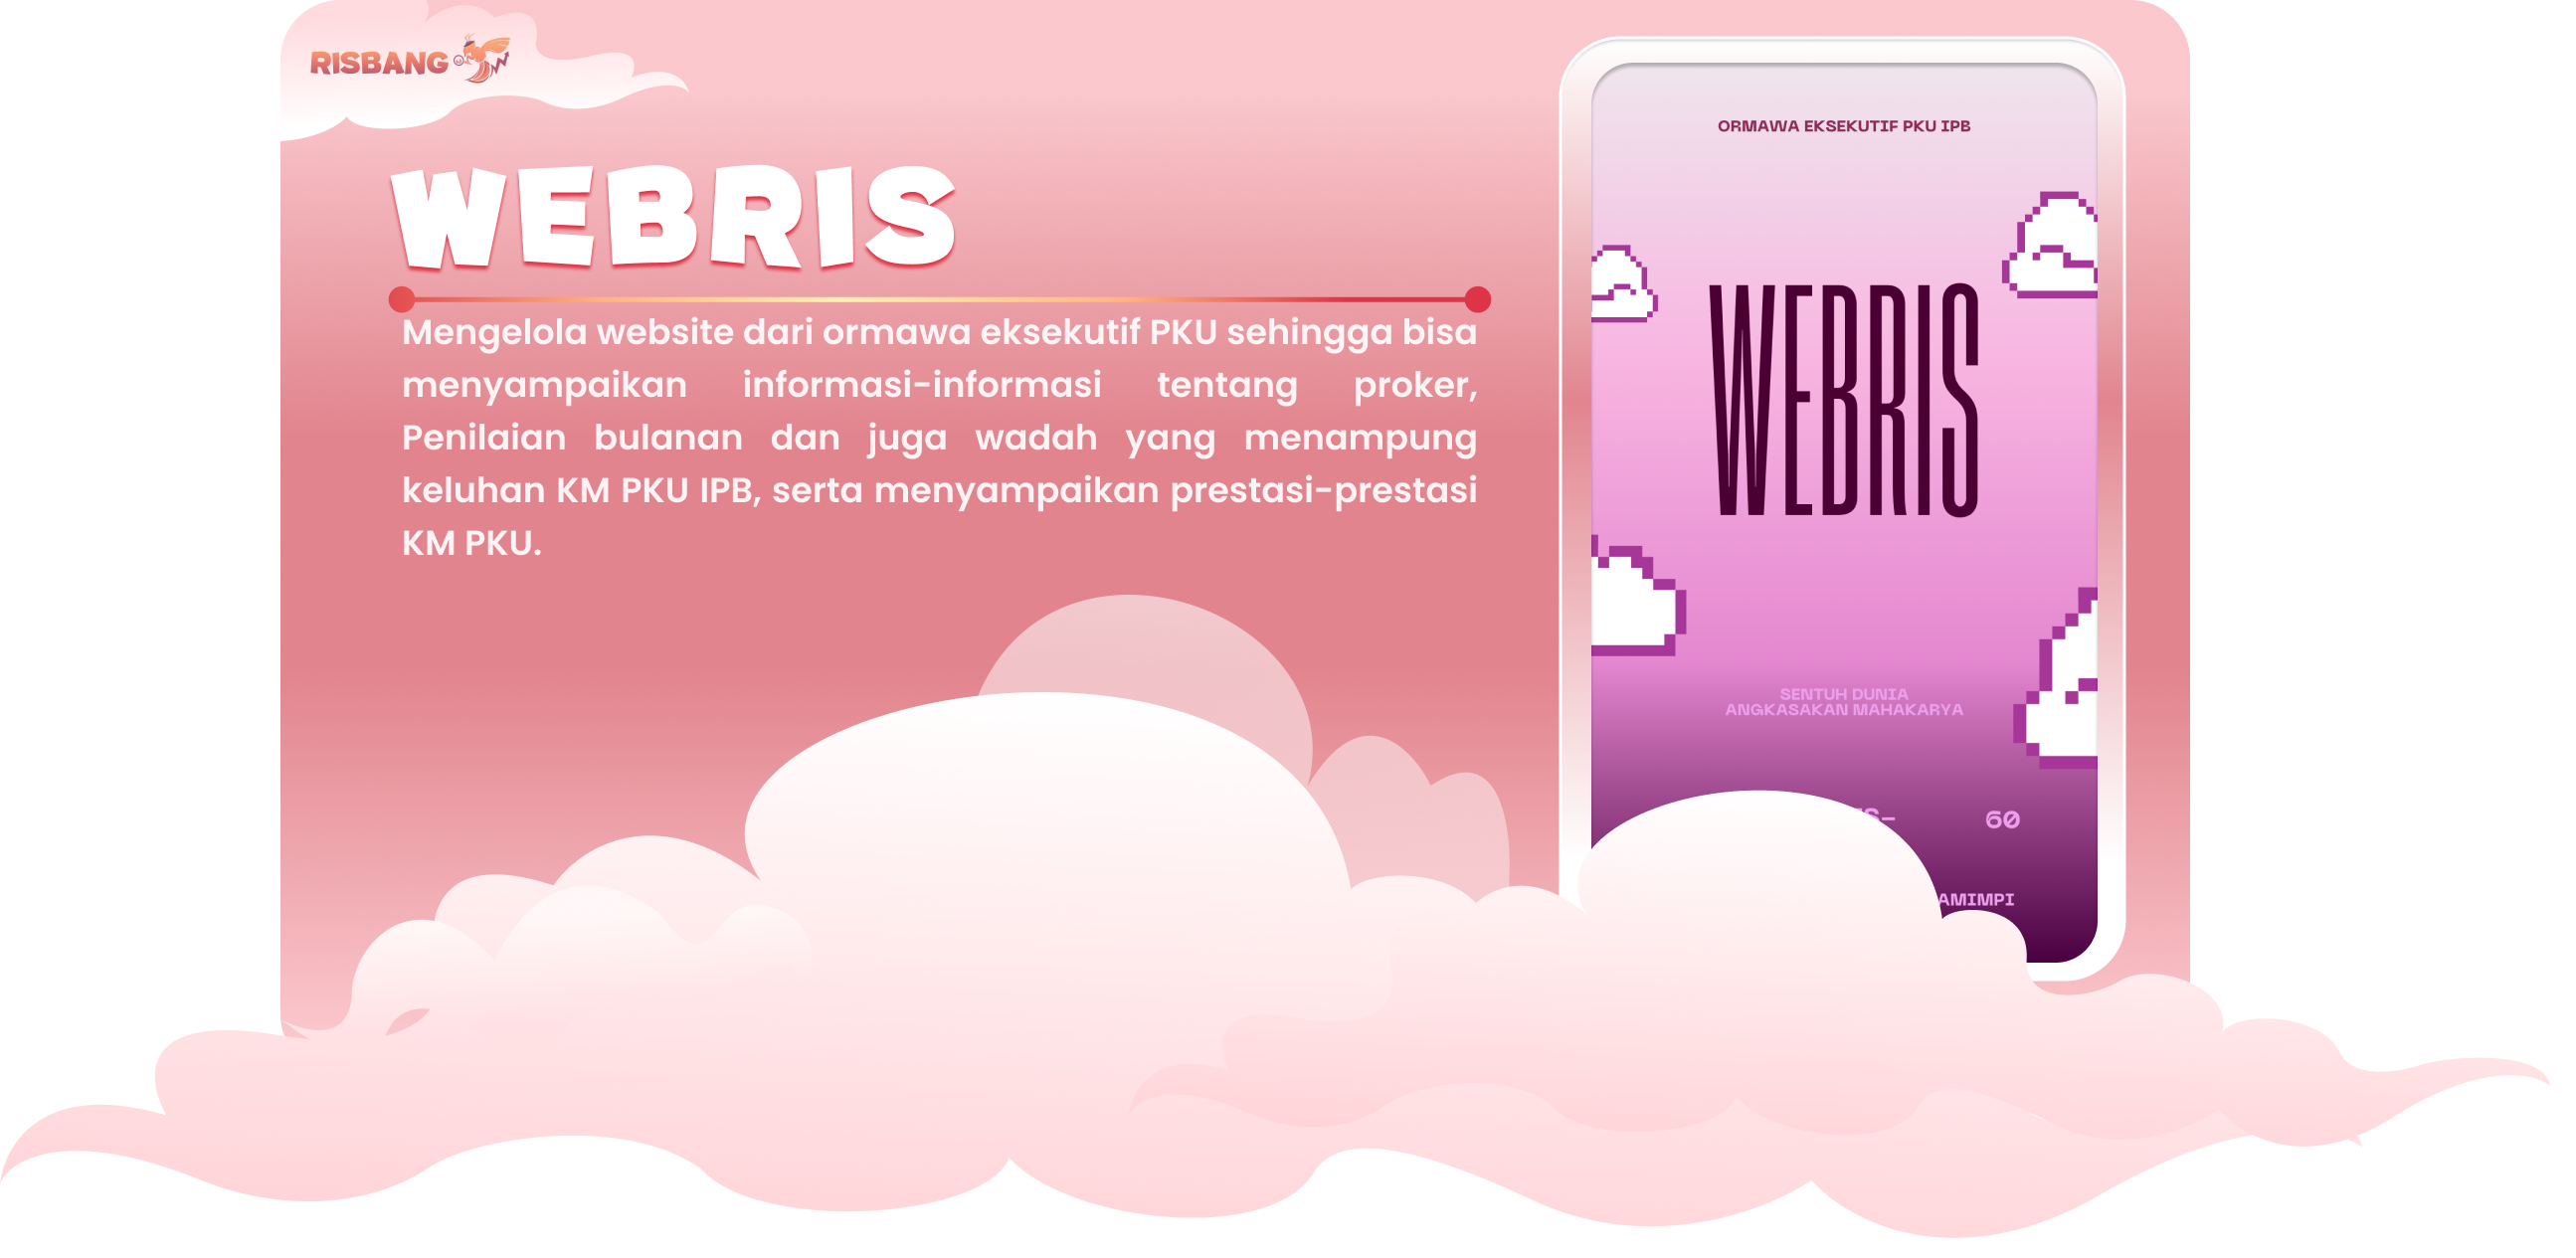 RISBANG
WEBRIS
Mengelola website dari ormawa eksekutif PKU sehingga bisa
menyampaikan informasi-informasi tentang proker,
Penilaian bulanan dan juga wadah yang menampung
keluhan KM PKU IPB, serta menyampaikan prestasi-prestasi
KM PKU.
ORMAWA EKSEKUTIF PKU IPB
WEBRIS
SENTUH DUNIA
ANGKASAKAN MAHAKARYA
60